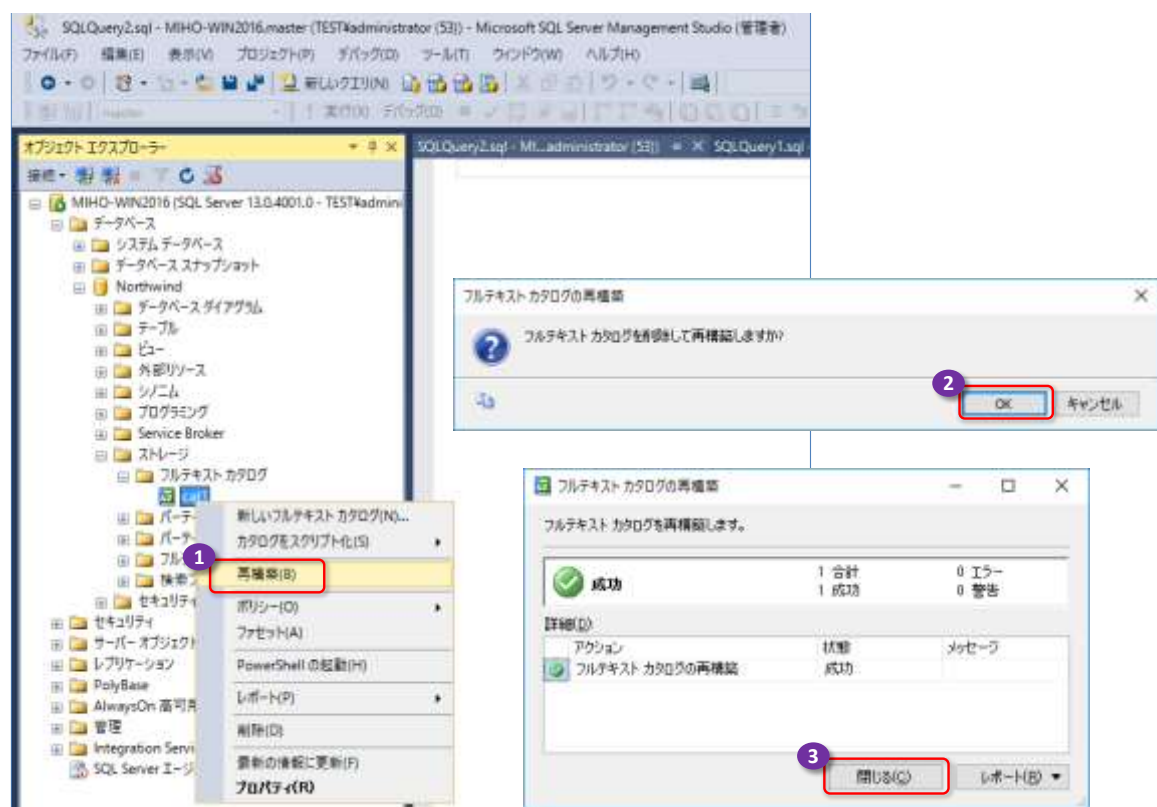 SQLQuery2.sql - MIHO-WIN2016.master (TEST¥administrator (53)) - Microsoft SQL Server Management Studio (管理者)
ファイル(F) 編集(E) 表示(V) プロジェクト(P) デバッグ(D) ツール(T) ウィンドウ(W) ヘルプ(H)
新しいクエリ(N)
master 実行(X) デバッグ(D)
オブジェクト エクスプローラー
SQLQuery2.sql - MI...administrator (53)) SQLQuery1.sql
接続
MIHO-WIN2016 (SQL Server 13.0.4001.0 - TEST¥admini
データベース
システム データベース
データベース スナップショット
Northwind
データベース ダイアグラム
テーブル
ビュー
外部リソース
シノニム
プログラミング
Service Broker
ストレージ
フルテキスト カタログ
パーテ
パーテ
フル
検索
セキュリティ
セキュリティ
サーバー オブジェクト
レプリケーション
PolyBase
AlwaysOn 高可用
管理
Integration Servi
SQL Server エージ
新しいフルテキスト カタログ(N)...
カタログをスクリプト化(S)
1
再構築(B)
ポリシー(O)
ファセット(A)
PowerShell の起動(H)
レポート(P)
削除(D)
最新の情報に更新(F)
プロパティ(R)
フルテキスト カタログの再構築
フルテキスト カタログを削除して再構築しますか?
2
OK キャンセル
フルテキスト カタログの再構築
フルテキスト カタログを再構築します。
成功
1 合計 0 エラー
1 成功 0 警告
詳細(D)
アクション 状態 メッセージ
フルテキスト カタログの再構築 成功
3
閉じる(C) レポート(R)